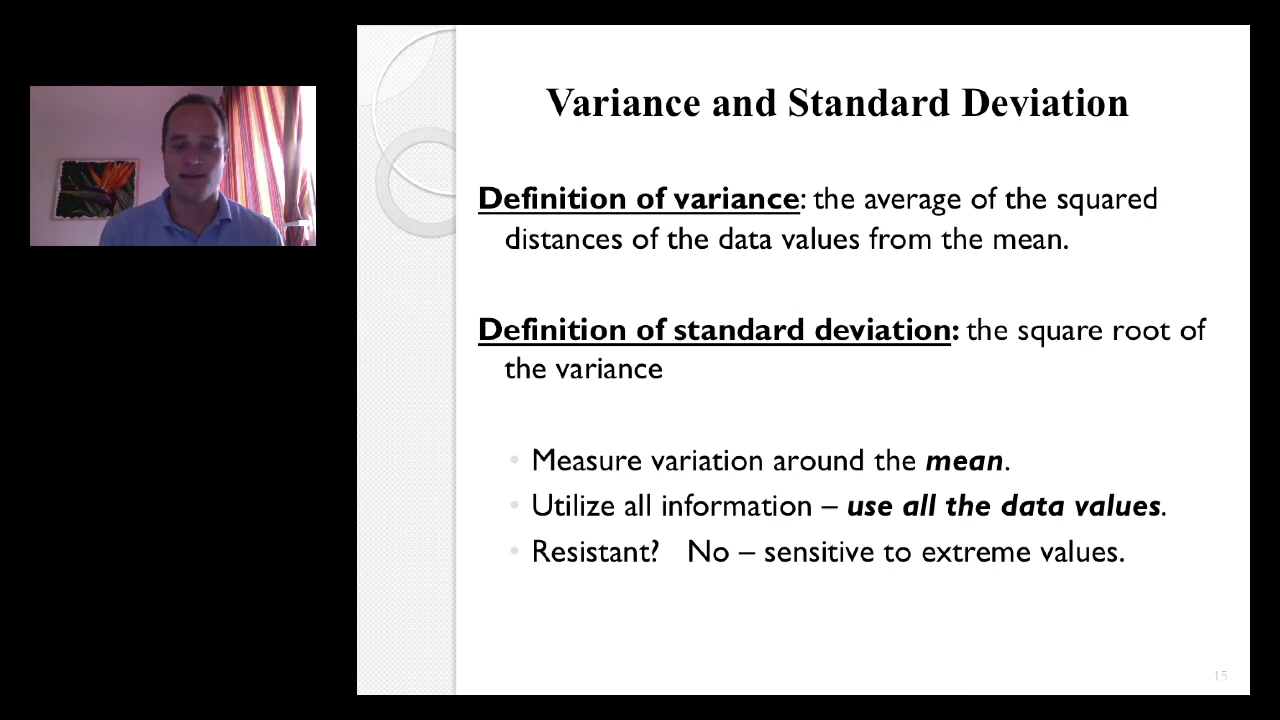 Variance and Standard Deviation
Definition of variance: the average of the squared
distances of the data values from the mean.
Definition of standard deviation: the square root of
the variance
• Measure variation around the mean.
• Utilize all information – use all the data values.
• Resistant? No – sensitive to extreme values.
15